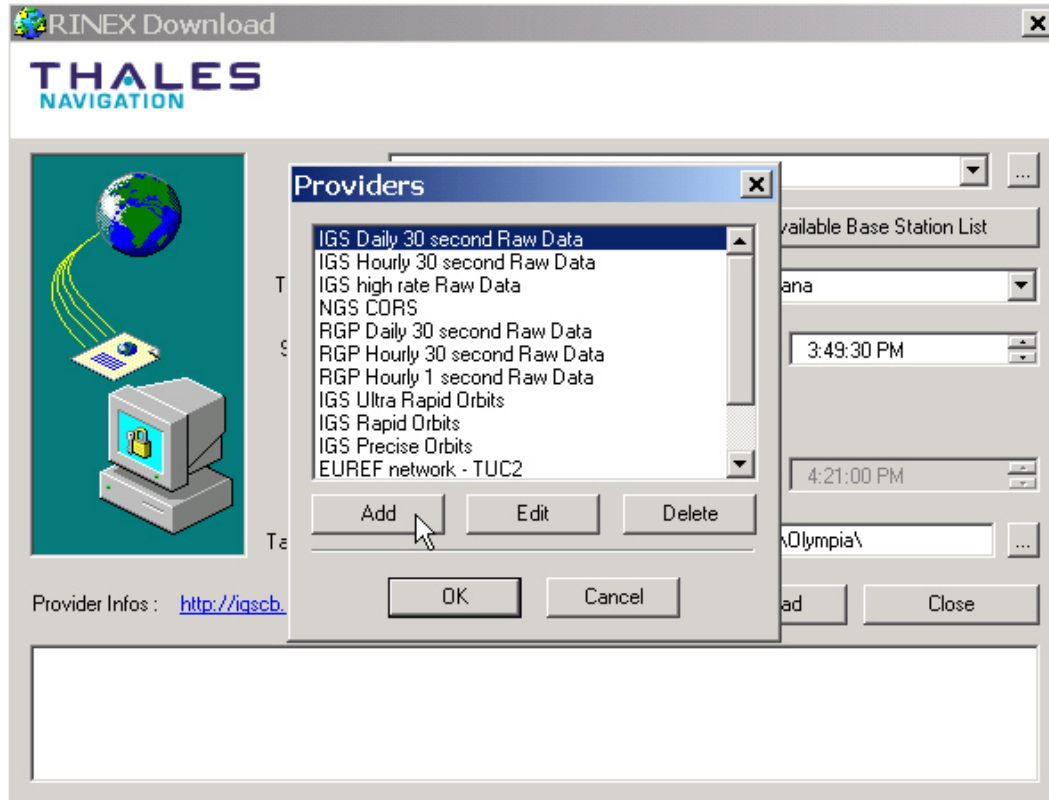 RINEX Download
THALES
NAVIGATION
Providers
IGS Daily 30 second Raw Data
IGS Hourly 30 second Raw Data
IGS high rate Raw Data
NGS CORS
RGP Daily 30 second Raw Data
RGP Hourly 30 second Raw Data
RGP Hourly 1 second Raw Data
IGS Ultra Rapid Orbits
IGS Rapid Orbits
IGS Precise Orbits
EUREF network - TUC2
Add Edit Delete
OK Cancel
...
Base Station List
3:49:30 PM
4:21:00 PM
\Olympia\
...
Provider Infos : http://igscb.
Close